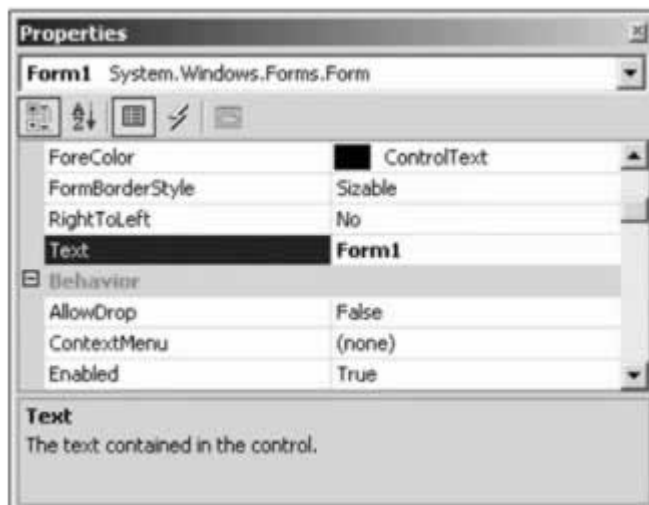 Properties
Form1 System.Windows.Forms.Form
ForeColor ControlText
FormBorderStyle Sizable
RightToLeft No
Text Form1
Behavior
AllowDrop False
ContextMenu (none)
Enabled True
Text
The text contained in the control.